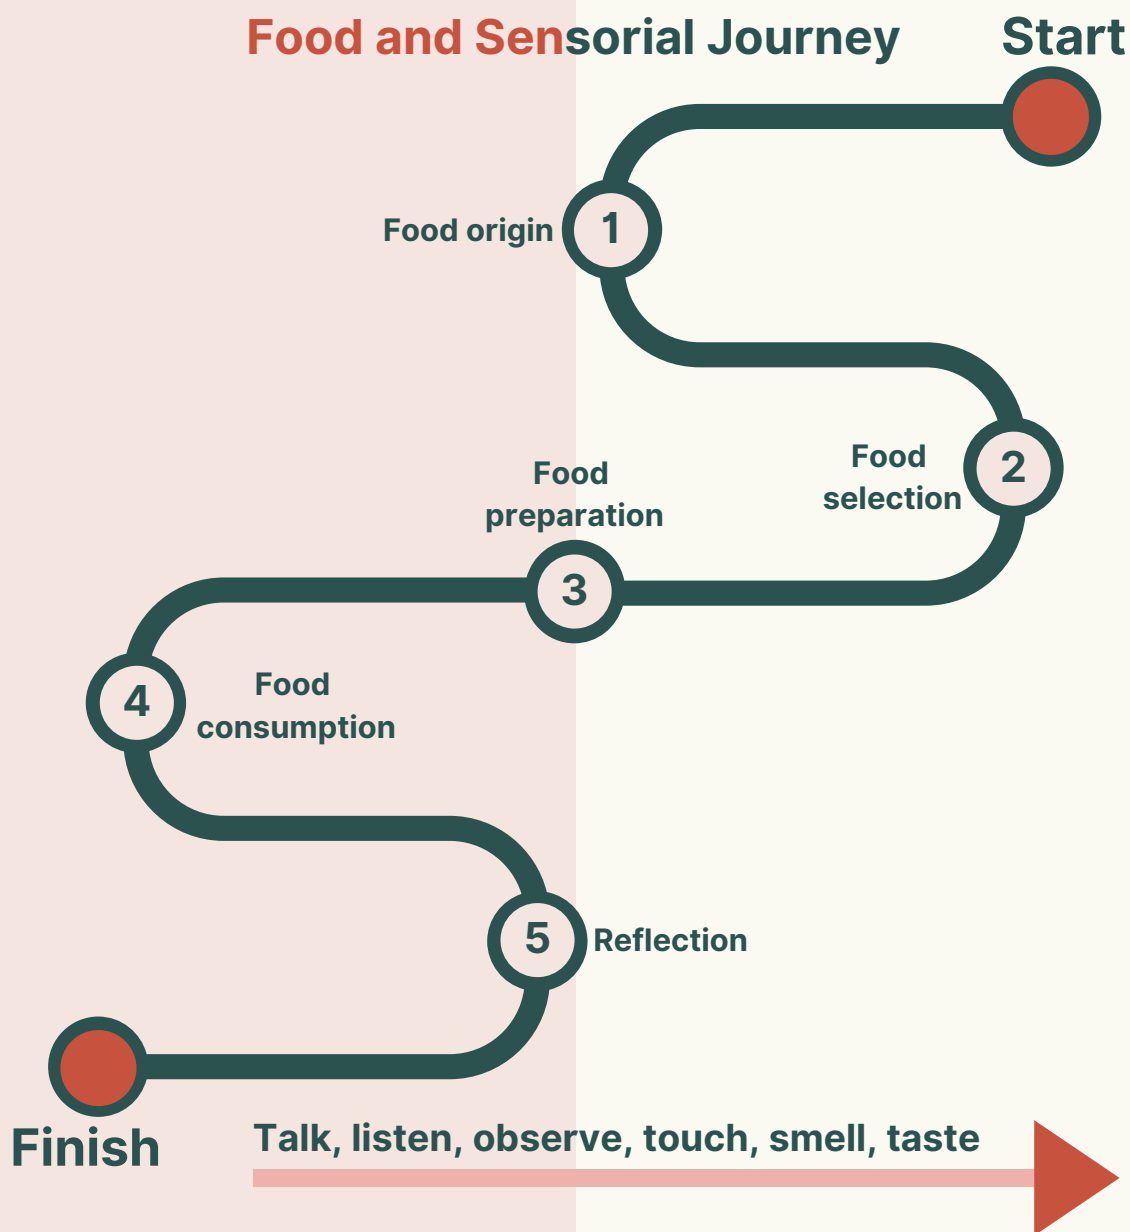 Food and Sensorial Journey
Start
1
Food origin
2
Food
selection
Food
preparation
3
4
Food
consumption
5
Reflection
Finish
Talk, listen, observe, touch, smell, taste